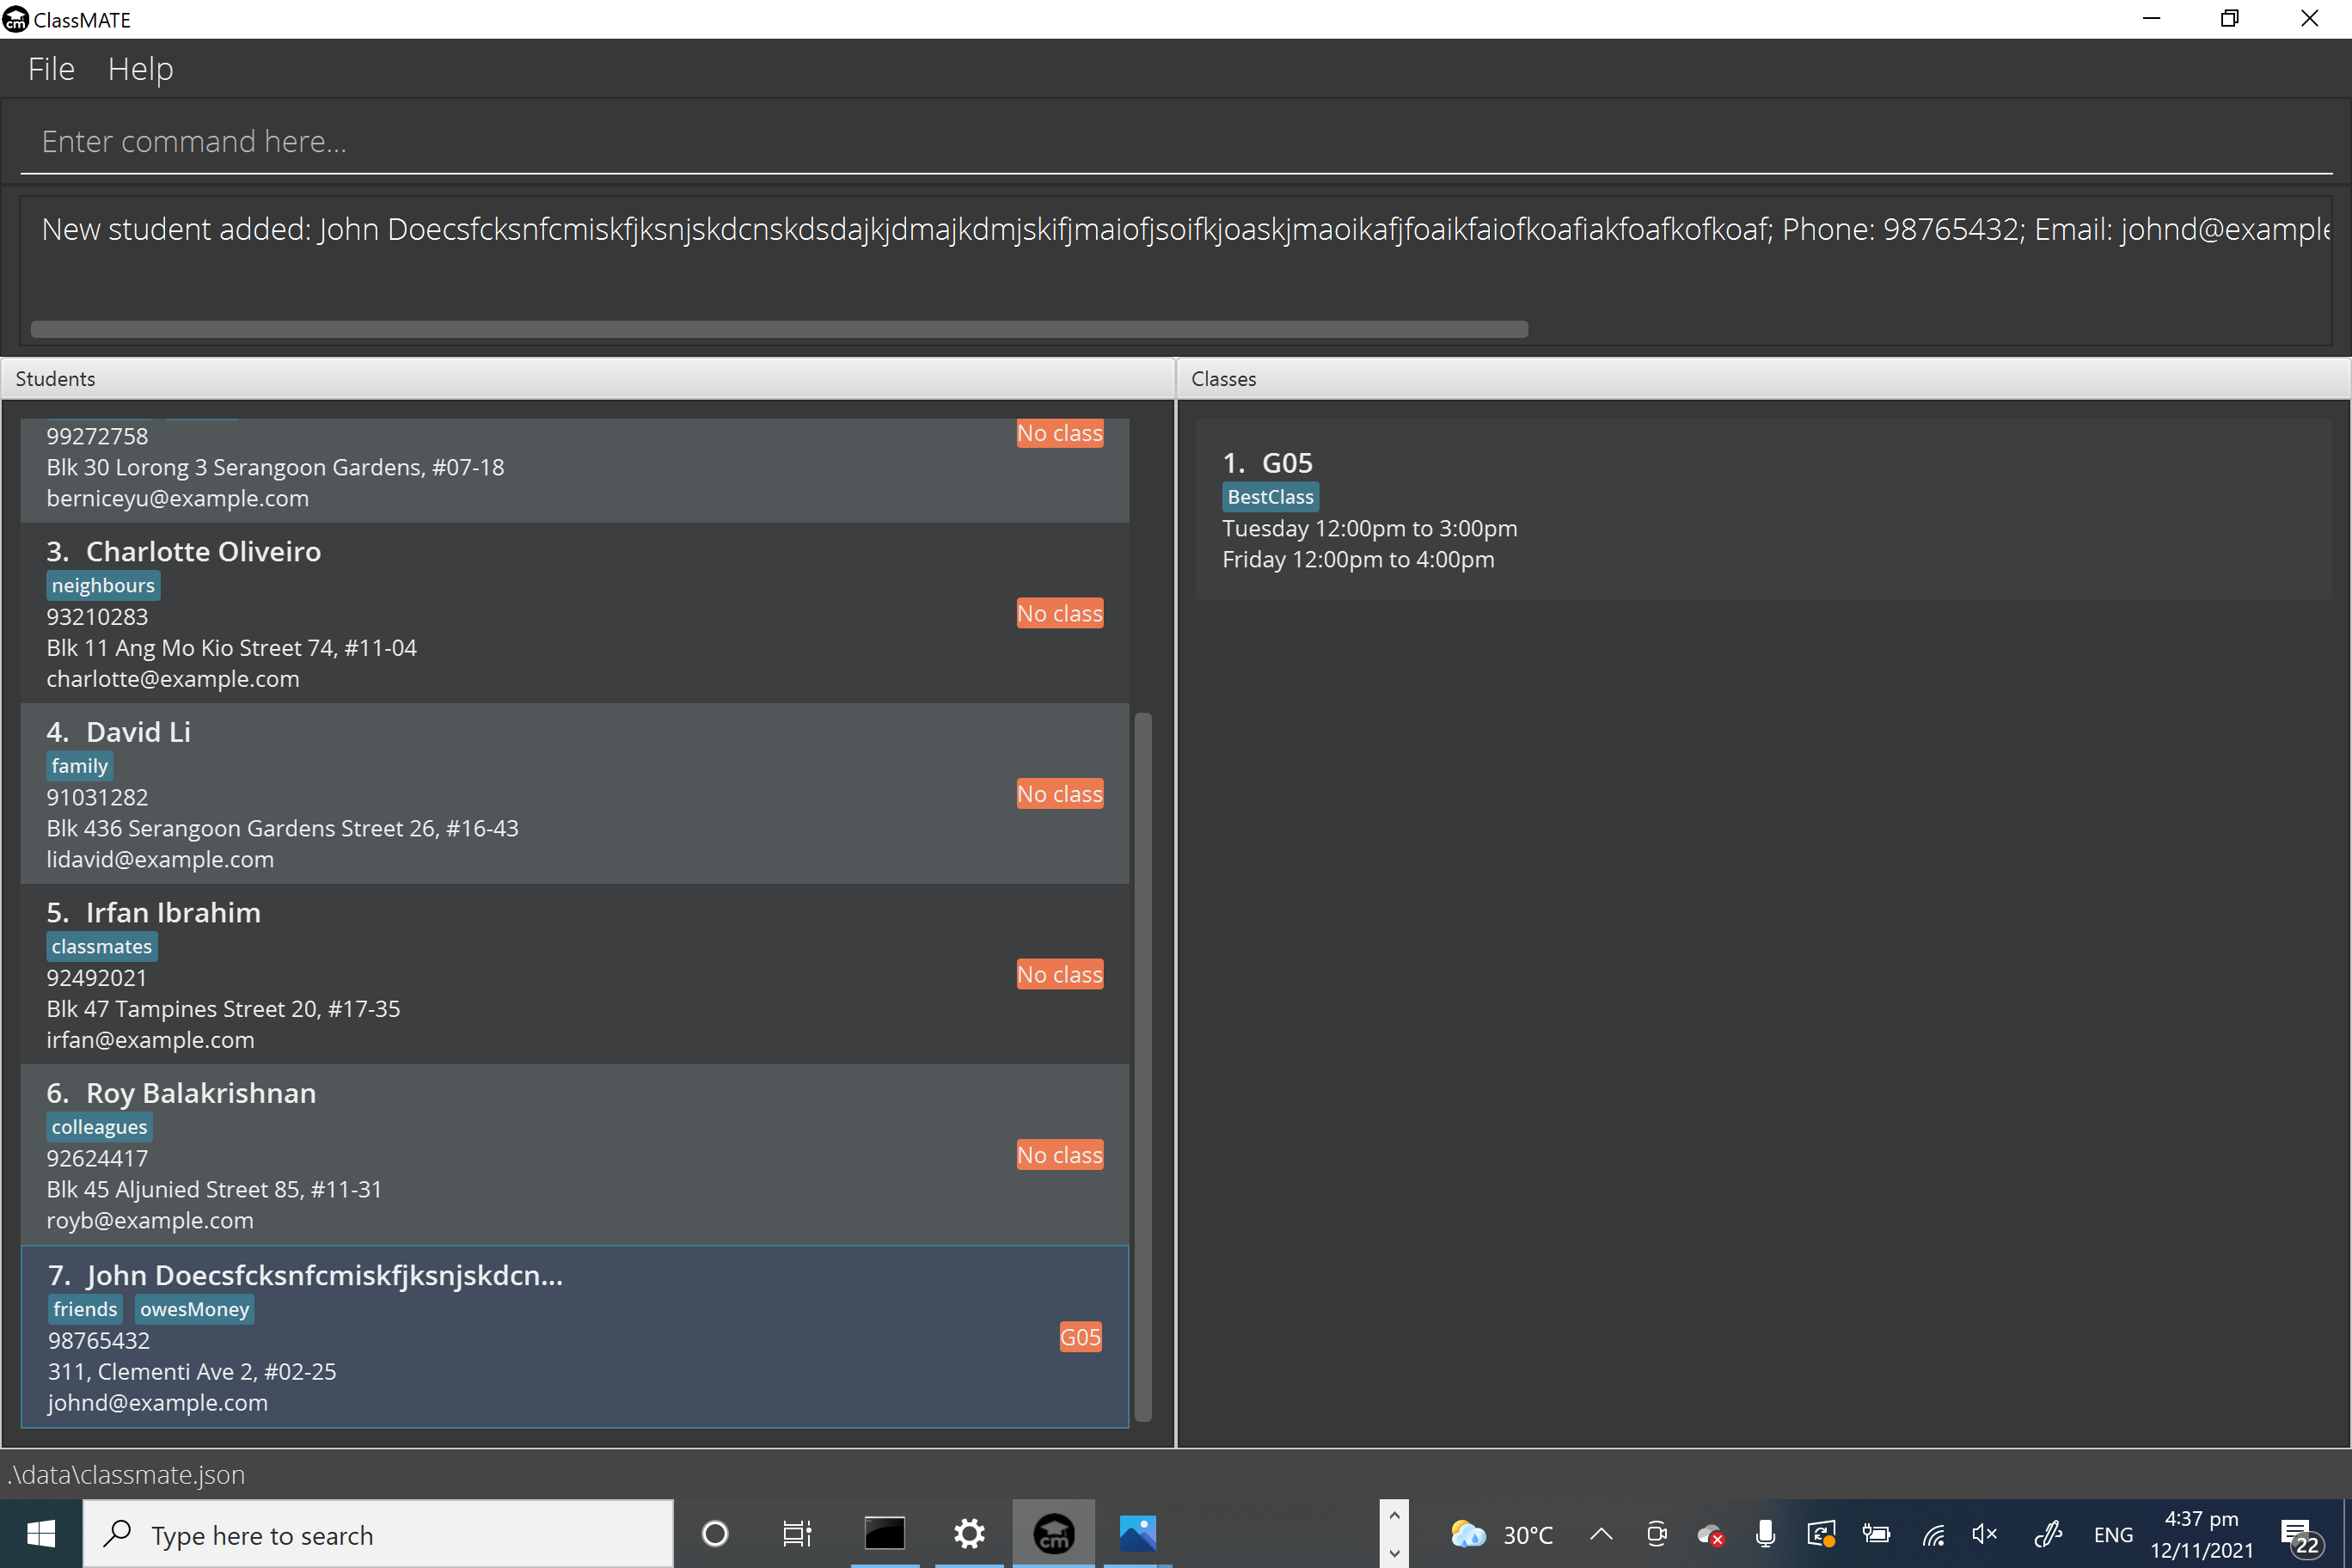 ClassMATE
File Help
Enter command here...
New student added: John Doecsfcksnfcmiskfjksnjskdcnskdsdajkjdmajkdmjskifjmaiofjsoifkjoaskjmaoikafjfoaikfaiofkoafiakfoafkofkoaf; Phone: 98765432; Email: johnd@example
Students
99272758
No class
Blk 30 Lorong 3 Serangoon Gardens, #07-18
berniceyu@example.com
3. Charlotte Oliveiro
neighbours
93210283
No class
Blk 11 Ang Mo Kio Street 74, #11-04
charlotte@example.com
4. David Li
family
91031282
No class
Blk 436 Serangoon Gardens Street 26, #16-43
lidavid@example.com
5. Irfan Ibrahim
classmates
92492021
No class
Blk 47 Tampines Street 20, #17-35
irfan@example.com
6. Roy Balakrishnan
colleagues
92624417
No class
Blk 45 Aljunied Street 85, #11-31
royb@example.com
7. John Doecsfcksnfcmiskfjksnjskdcn...
friends owesMoney
98765432
G05
311, Clementi Ave 2, #02-25
johnd@example.com
Classes
1. G05
BestClass
Tuesday 12:00pm to 3:00pm
Friday 12:00pm to 4:00pm
.\data\classmate.json
Type here to search
cm
30°C
ENG
4:37 pm
12/11/2021
22